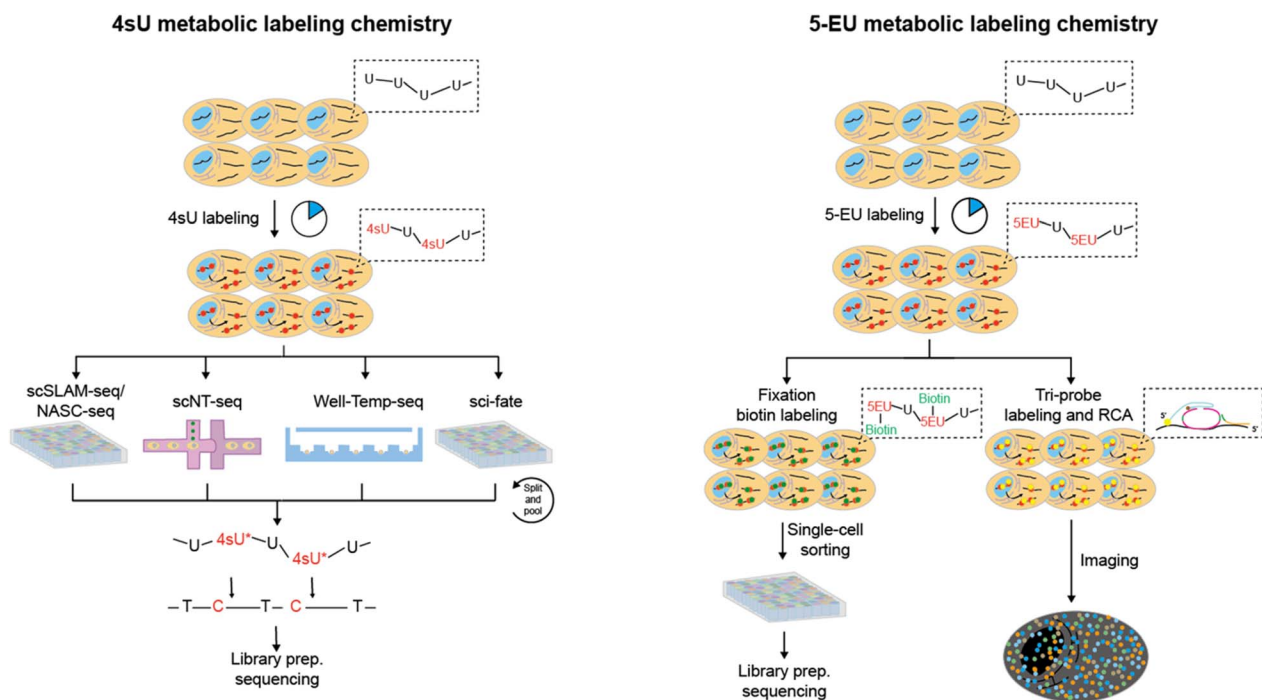 4sU metabolic labeling chemistry
U U U U
4sU labeling
4sU U 4sU U
scSLAM-seq/
NASC-seq
scNT-seq
Well-Temp-seq
sci-fate
Split
and
pool
U 4sU* U 4sU* U
T C T C T
Library prep.
sequencing
5-EU metabolic labeling chemistry
U U U U
5-EU labeling
5EU U 5EU U
Fixation
biotin labeling
Biotin
5EU U 5EU U
Biotin
Tri-probe
labeling and RCA
5'
5'
Single-cell
sorting
Imaging
Library prep.
sequencing